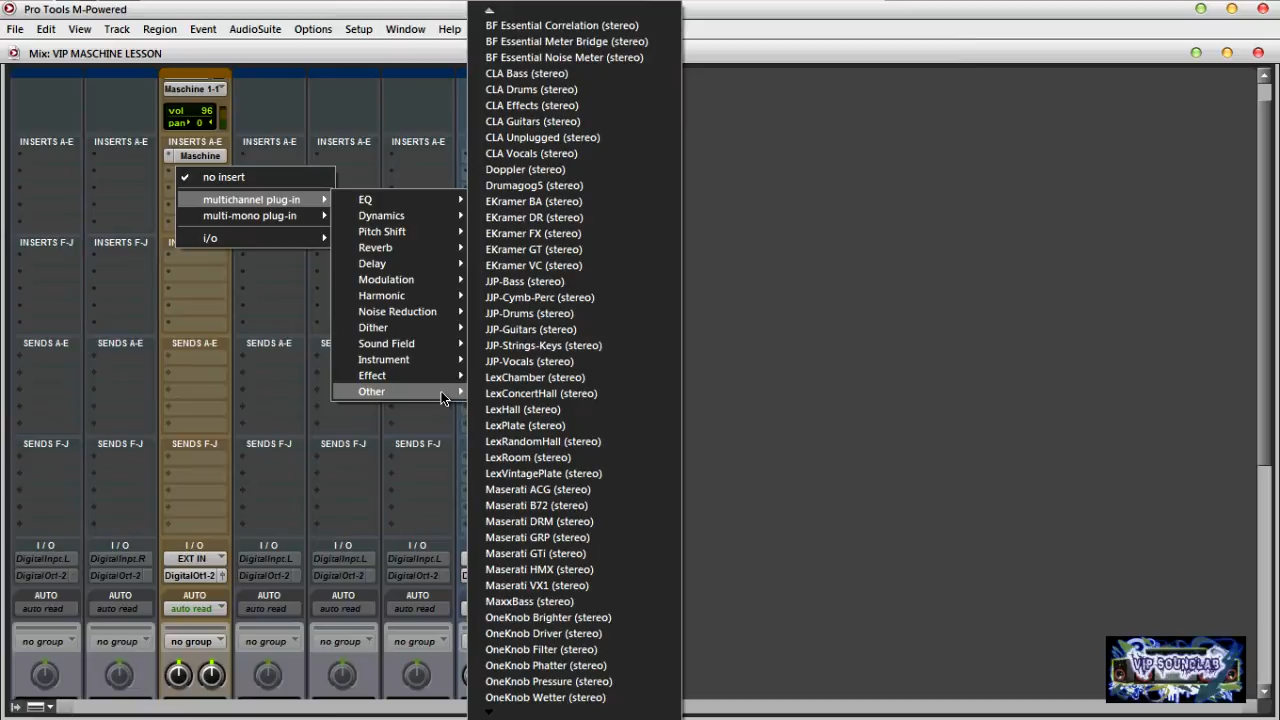 Pro Tools M-Powered
File Edit View Track Region Event AudioSuite Options Setup Window Help
Mix: VIP MASCHINE LESSON
Maschine 1-1
vol 96
pan 0
INSERTS A-E INSERTS A-E INSERTS A-E INSERTS A-E INSERTS A-E INSERTS A-E
Maschine
no insert
multichannel plug-in
multi-mono plug-in
i/o
EQ
Dynamics
Pitch Shift
Reverb
Delay
Modulation
Harmonic
Noise Reduction
Dither
Sound Field
Instrument
Effect
Other
BF Essential Correlation (stereo)
BF Essential Meter Bridge (stereo)
BF Essential Noise Meter (stereo)
CLA Bass (stereo)
CLA Drums (stereo)
CLA Effects (stereo)
CLA Guitars (stereo)
CLA Unplugged (stereo)
CLA Vocals (stereo)
Doppler (stereo)
Drumagog5 (stereo)
EKramer BA (stereo)
EKramer DR (stereo)
EKramer FX (stereo)
EKramer GT (stereo)
EKramer VC (stereo)
JJP-Bass (stereo)
JJP-Cymb-Perc (stereo)
JJP-Drums (stereo)
JJP-Guitars (stereo)
JJP-Strings-Keys (stereo)
JJP-Vocals (stereo)
LexChamber (stereo)
LexConcertHall (stereo)
LexHall (stereo)
LexPlate (stereo)
LexRandomHall (stereo)
LexRoom (stereo)
LexVintagePlate (stereo)
Maserati ACG (stereo)
Maserati B72 (stereo)
Maserati DRM (stereo)
Maserati GRP (stereo)
Maserati GTi (stereo)
Maserati HMX (stereo)
Maserati VX1 (stereo)
MaxxBass (stereo)
OneKnob Brighter (stereo)
OneKnob Driver (stereo)
OneKnob Filter (stereo)
OneKnob Phatter (stereo)
OneKnob Pressure (stereo)
OneKnob Wetter (stereo)
INSERTS F-J INSERTS F-J
SENDS A-E SENDS A-E SENDS A-E SENDS A-E SENDS A-E SENDS A-E
SENDS F-J SENDS F-J SENDS F-J SENDS F-J SENDS F-J SENDS F-J
I / O I / O I / O I / O I / O I / O
DigitalInpt.L DigitalInpt.R EXT IN DigitalInpt.L DigitalInpt.L DigitalInpt.L
DigitalOt1-2 DigitalOt1-2 DigitalOt1-2 DigitalOt1-2 DigitalOt1-2 DigitalOt1-2
AUTO AUTO AUTO AUTO AUTO AUTO
auto read auto read auto read auto read auto read auto read
no group no group no group no group no group no group
VIP SOUNDLAB